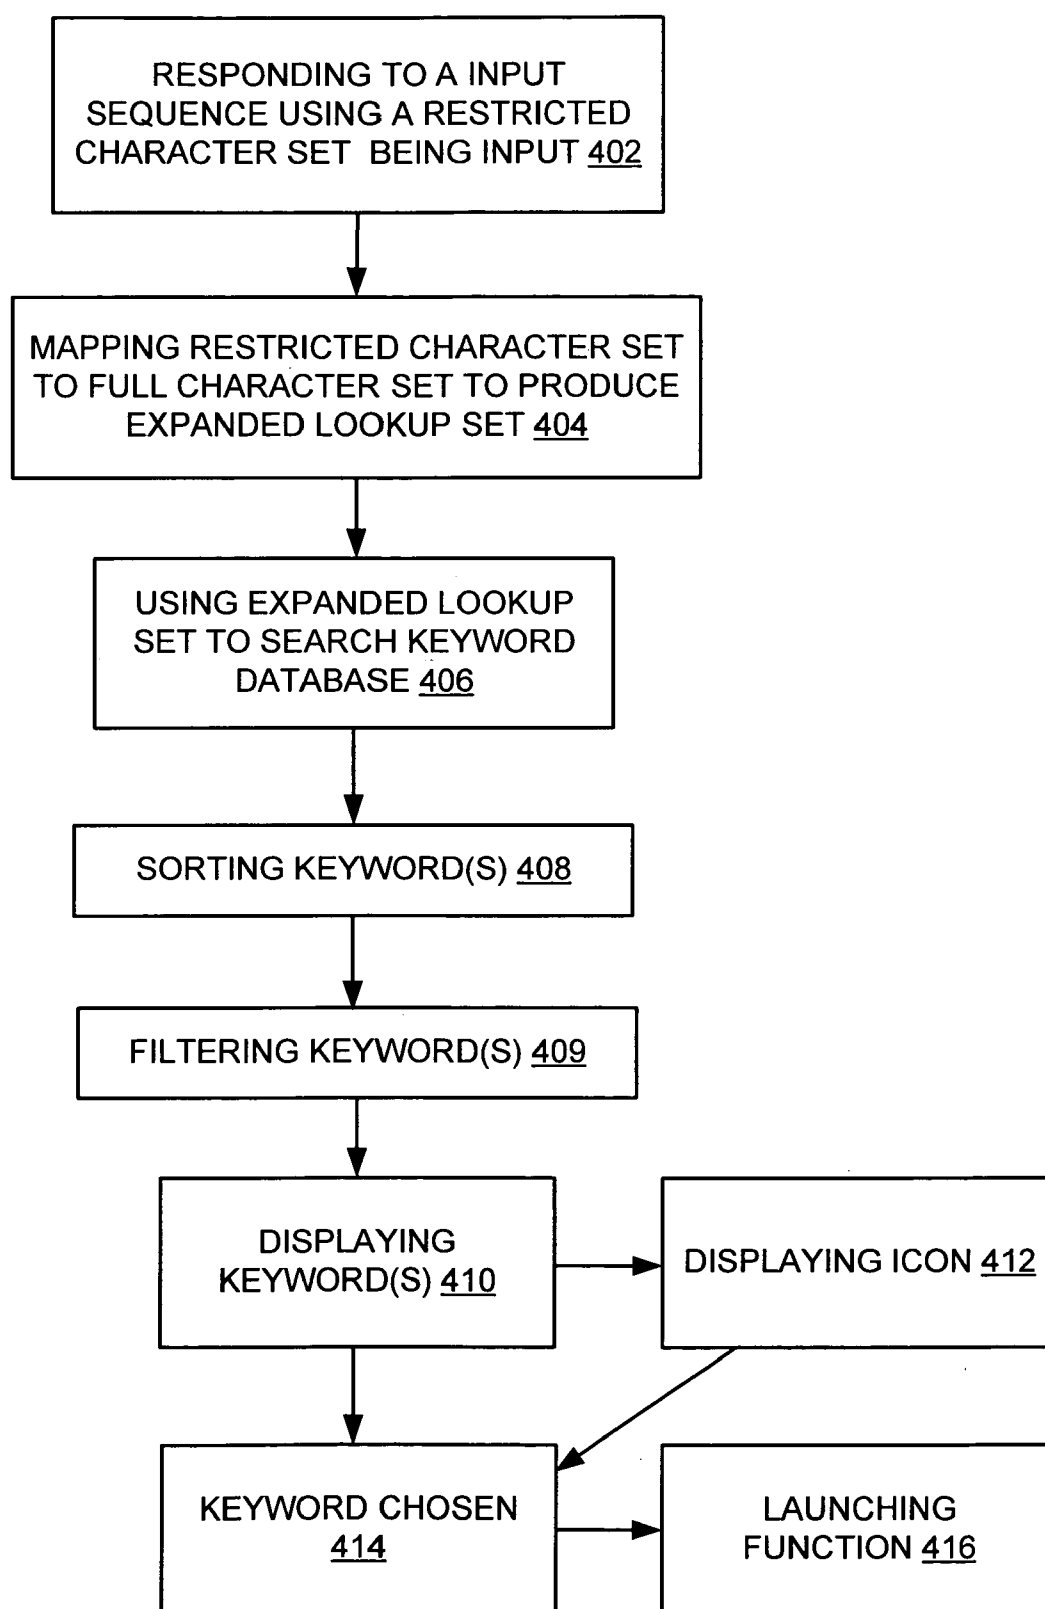 RESPONDING TO A INPUT
SEQUENCE USING A RESTRICTED
CHARACTER SET BEING INPUT 402
MAPPING RESTRICTED CHARACTER SET
TO FULL CHARACTER SET TO PRODUCE
EXPANDED LOOKUP SET 404
USING EXPANDED LOOKUP
SET TO SEARCH KEYWORD
DATABASE 406
SORTING KEYWORD(S) 408
FILTERING KEYWORD(S) 409
DISPLAYING
KEYWORD(S) 410
DISPLAYING ICON 412
KEYWORD CHOSEN
414
LAUNCHING
FUNCTION 416